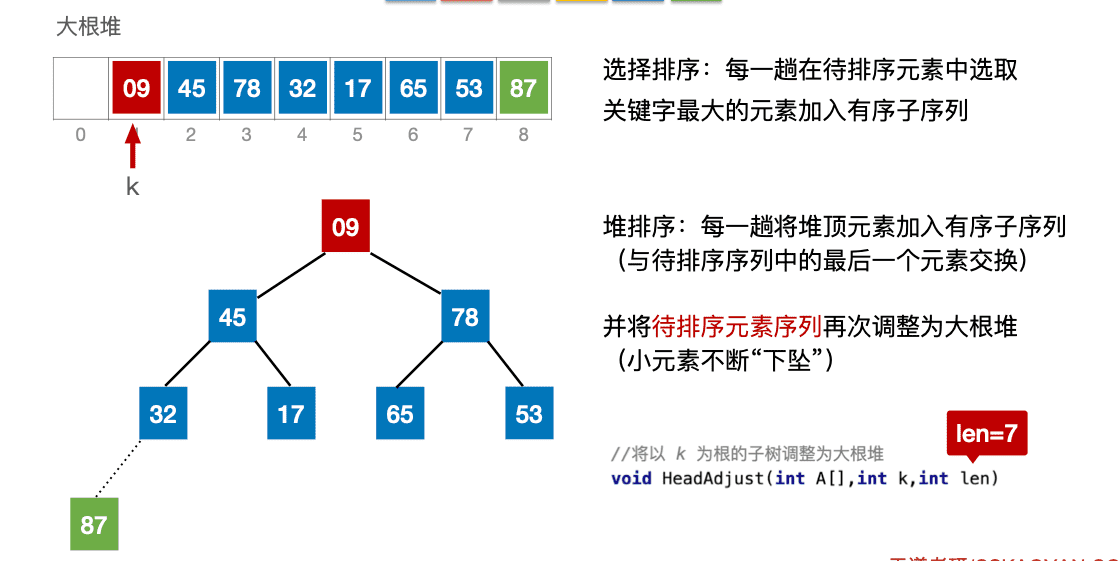 大根堆
09 45 78 32 17 65 53 87
0 1 2 3 4 5 6 7 8
k
09
45 78
32 17 65 53
87
选择排序：每一趟在待排序元素中选取
关键字最大的元素加入有序子序列
堆排序：每一趟将堆顶元素加入有序子序列
（与待排序序列中的最后一个元素交换）
并将待排序元素序列再次调整为大根堆
（小元素不断“下坠”）
len=7
//将以 k 为根的子树调整为大根堆
void HeadAdjust(int A[],int k,int len)